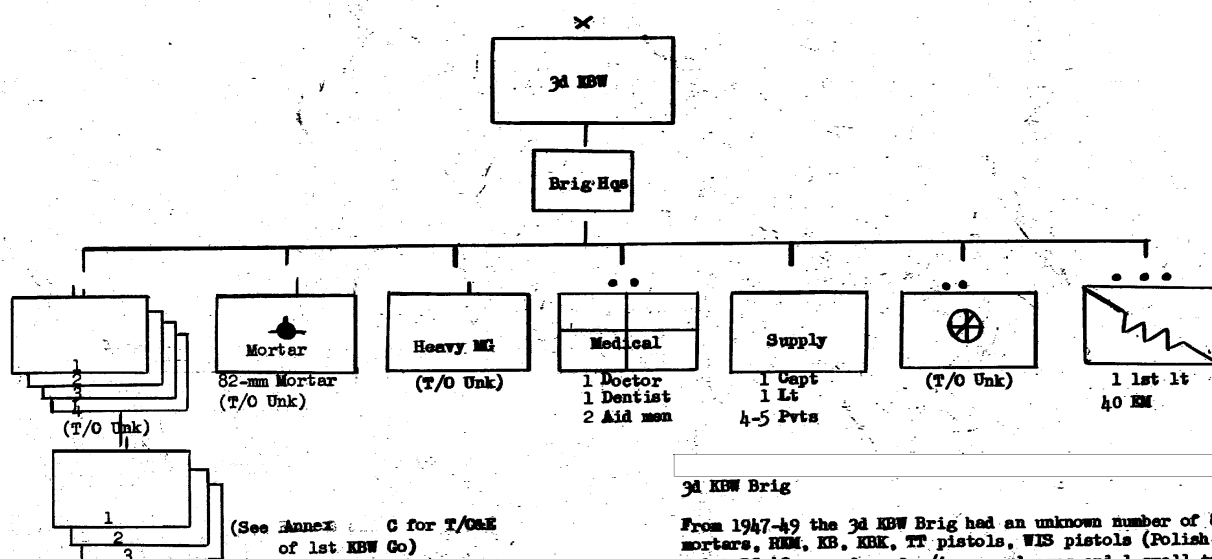 3d KBW
Brig Hqs
1
2
3
4
(T/O Unk)
Mortar
82-mm Mortar
(T/O Unk)
Heavy MG
(T/O Unk)
Medical
1 Doctor
1 Dentist
2 Aid men
Supply
1 Capt
1 Lt
4-5 Pvts
(T/O Unk)
1 1st lt
40 EM
1
2
3
(See Annex C for T/O&E
of 1st KBW Co)
3d KBW Brig
From 1947-49 the 3d KBW Brig had an unknown number of
mortars, RKM, KB, KBK, TT pistols, WIS pistols (Polish